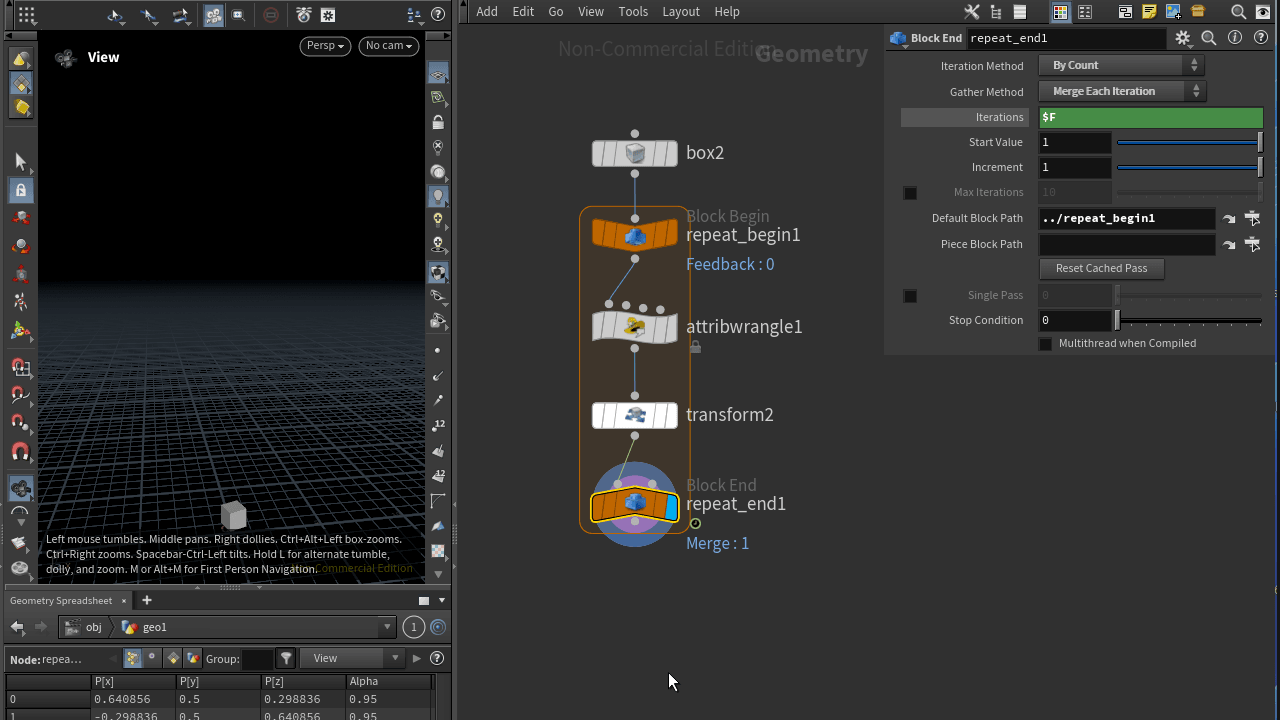 Add Edit Go View Tools Layout Help
View
Persp
No cam
Non-Commercial Edition
Geometry
Block End repeat_end1
Iteration Method By Count
Gather Method Merge Each Iteration
Iterations $F
Start Value 1
Increment 1
Max Iterations 10
Default Block Path ../repeat_begin1
Piece Block Path
Reset Cached Pass
Single Pass 0
Stop Condition 0
Multithread when Compiled
box2
Block Begin
repeat_begin1
Feedback : 0
attribwrangle1
transform2
Block End
repeat_end1
Merge : 1
12
12
Left mouse tumbles. Middle pans. Right dollies. Ctrl+Alt+Left box-zooms.
Ctrl+Right zooms. Spacebar-Ctrl-Left tilts. Hold L for alternate tumble,
dolly, and zoom. M or Alt+M for First Person Navigation.
Non-Commercial Edition
Geometry Spreadsheet × +
obj geo1 1
Node: repea... Group: View
P[x] P[y] P[z] Alpha
0 0.640856 0.5 0.298836 0.95
1 -0.298836 0.5 0.640856 0.95